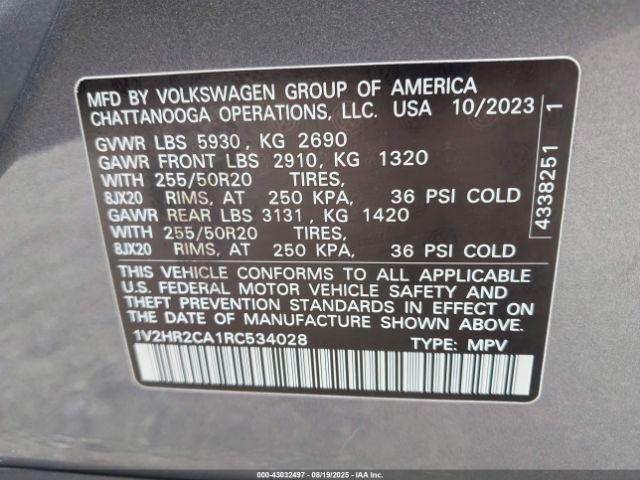 MFD BY VOLKSWAGEN GROUP OF AMERICA
CHATTANOOGA OPERATIONS, LLC. USA 10/2023
GVWR LBS 5930, KG 2690
GAWR FRONT LBS 2910, KG 1320
WITH 255/50R20 TIRES,
8JX20 RIMS, AT 250 KPA, 36 PSI COLD
GAWR REAR LBS 3131, KG 1420
WITH 255/50R20 TIRES,
8JX20 RIMS, AT 250 KPA, 36 PSI COLD
THIS VEHICLE CONFORMS TO ALL APPLICABLE
U.S. FEDERAL MOTOR VEHICLE SAFETY AND
THEFT PREVENTION STANDARDS IN EFFECT ON
THE DATE OF MANUFACTURE SHOWN ABOVE.
1V2HR2CA1RC534028 TYPE: MPV
4338251 1
000-43032497 - 08/19/2025 - IAAI.COM